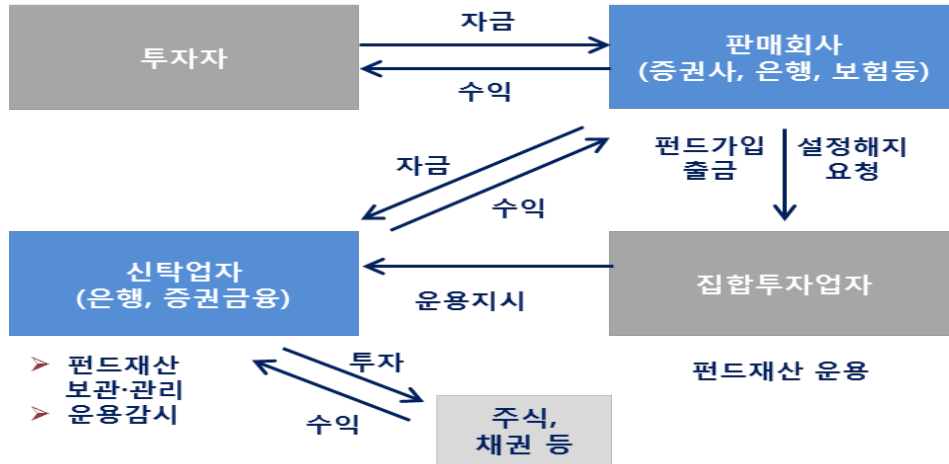 투자자
자금
수익
판매회사
(증권사, 은행, 보험등)
자금
수익
펀드가입
출금
설정해지
요청
신탁업자
(은행, 증권금융)
운용지시
집합투자업자
➢ 펀드재산
보관·관리
➢ 운용감시
투자
수익
주식,
채권 등
펀드재산 운용